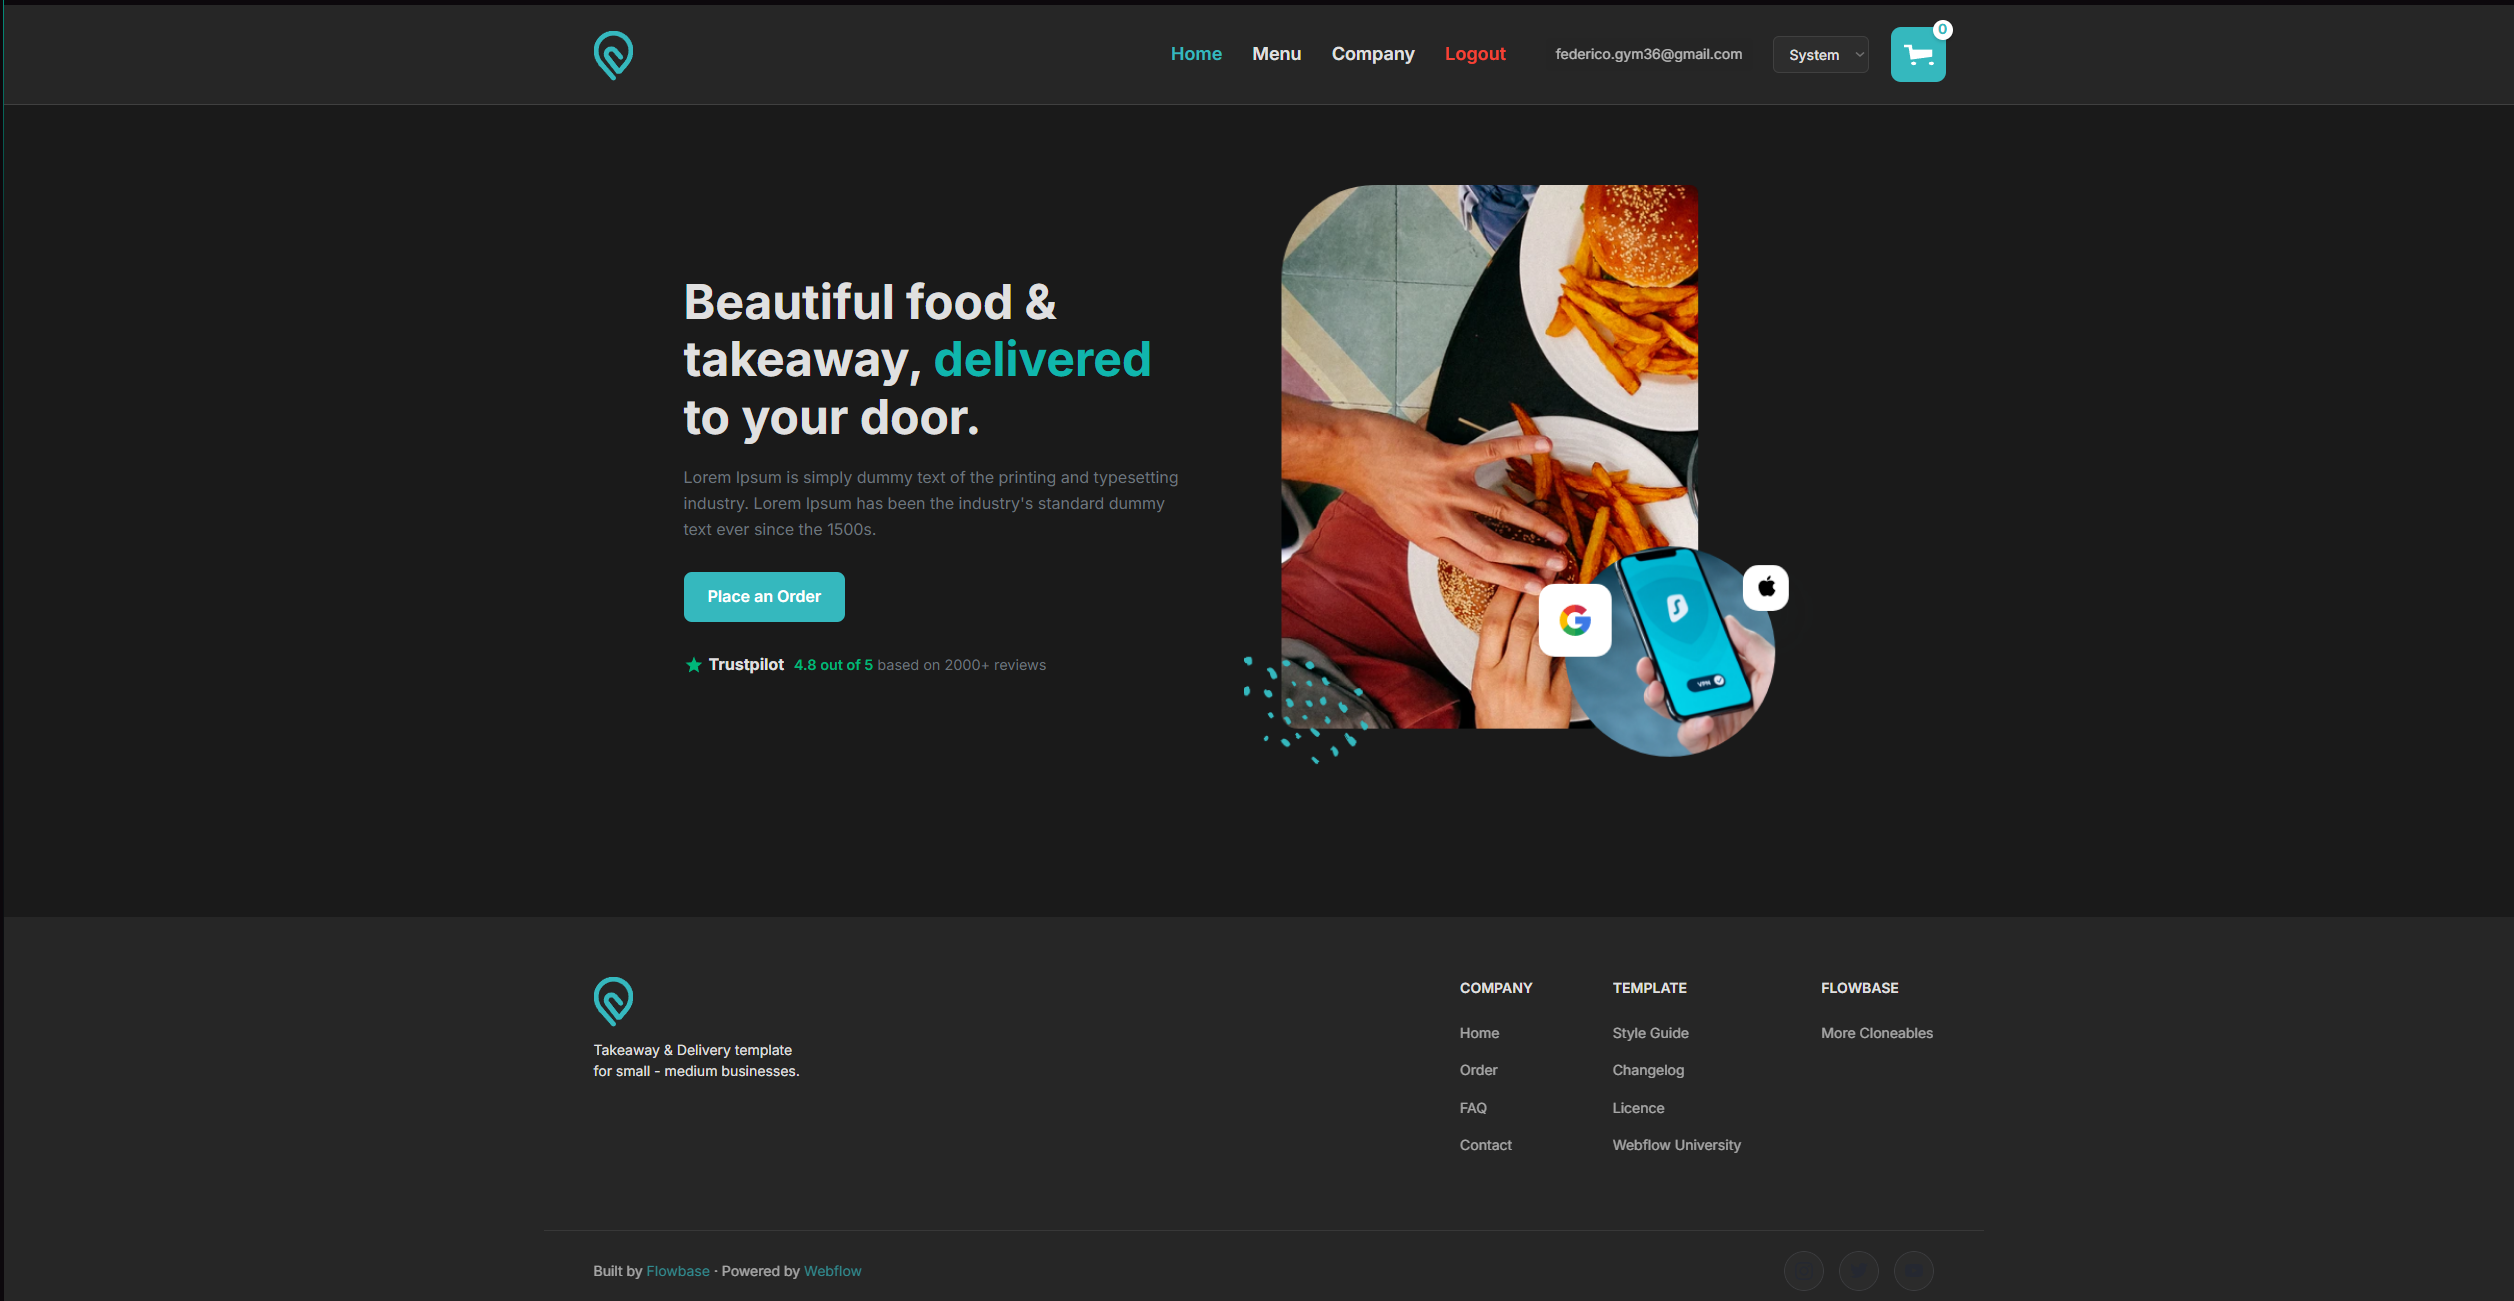 Home Menu Company Logout federico.gym36@gmail.com System 0
Beautiful food &
takeaway, delivered
to your door.
Lorem Ipsum is simply dummy text of the printing and typesetting
industry. Lorem Ipsum has been the industry's standard dummy
text ever since the 1500s.
Place an Order
Trustpilot 4.8 out of 5 based on 2000+ reviews
VPN
Takeaway & Delivery template
for small - medium businesses.
COMPANY
Home
Order
FAQ
Contact
TEMPLATE
Style Guide
Changelog
Licence
Webflow University
FLOWBASE
More Cloneables
Built by Flowbase · Powered by Webflow